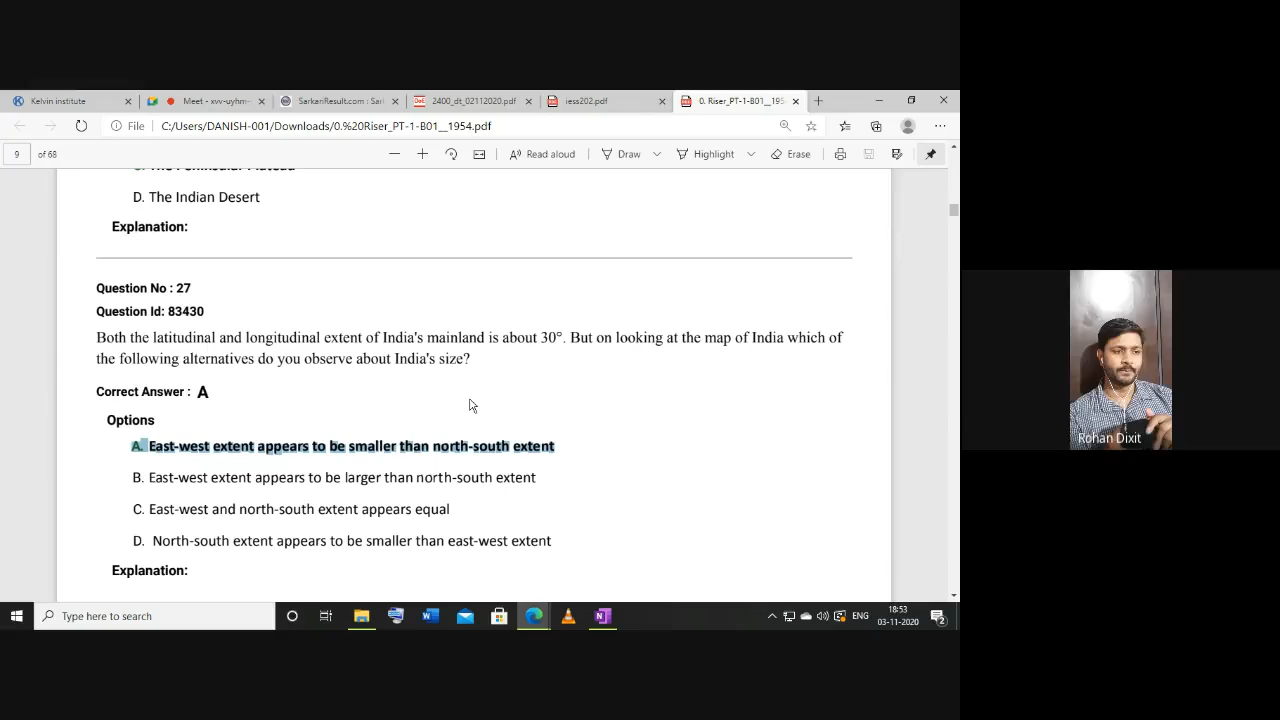 Kelvin institute
Meet - xvv-uyhm-
SarkariResult.com : Sark
2400_dt_02112020.pdf
iess202.pdf
0. Riser_PT-1-B01__195
File
C:/Users/DANISH-001/Downloads/0.%20Riser_PT-1-B01__1954.pdf
9 of 68
Read aloud
Draw
Highlight
Erase
D. The Indian Desert
Explanation:
Question No : 27
Question Id: 83430
Both the latitudinal and longitudinal extent of India's mainland is about 30°. But on looking at the map of India which of
the following alternatives do you observe about India's size?
Correct Answer : A
Options
A. East-west extent appears to be smaller than north-south extent
B. East-west extent appears to be larger than north-south extent
C. East-west and north-south extent appears equal
D. North-south extent appears to be smaller than east-west extent
Explanation:
Rohan Dixit
Type here to search
ENG
18:53
03-11-2020
2